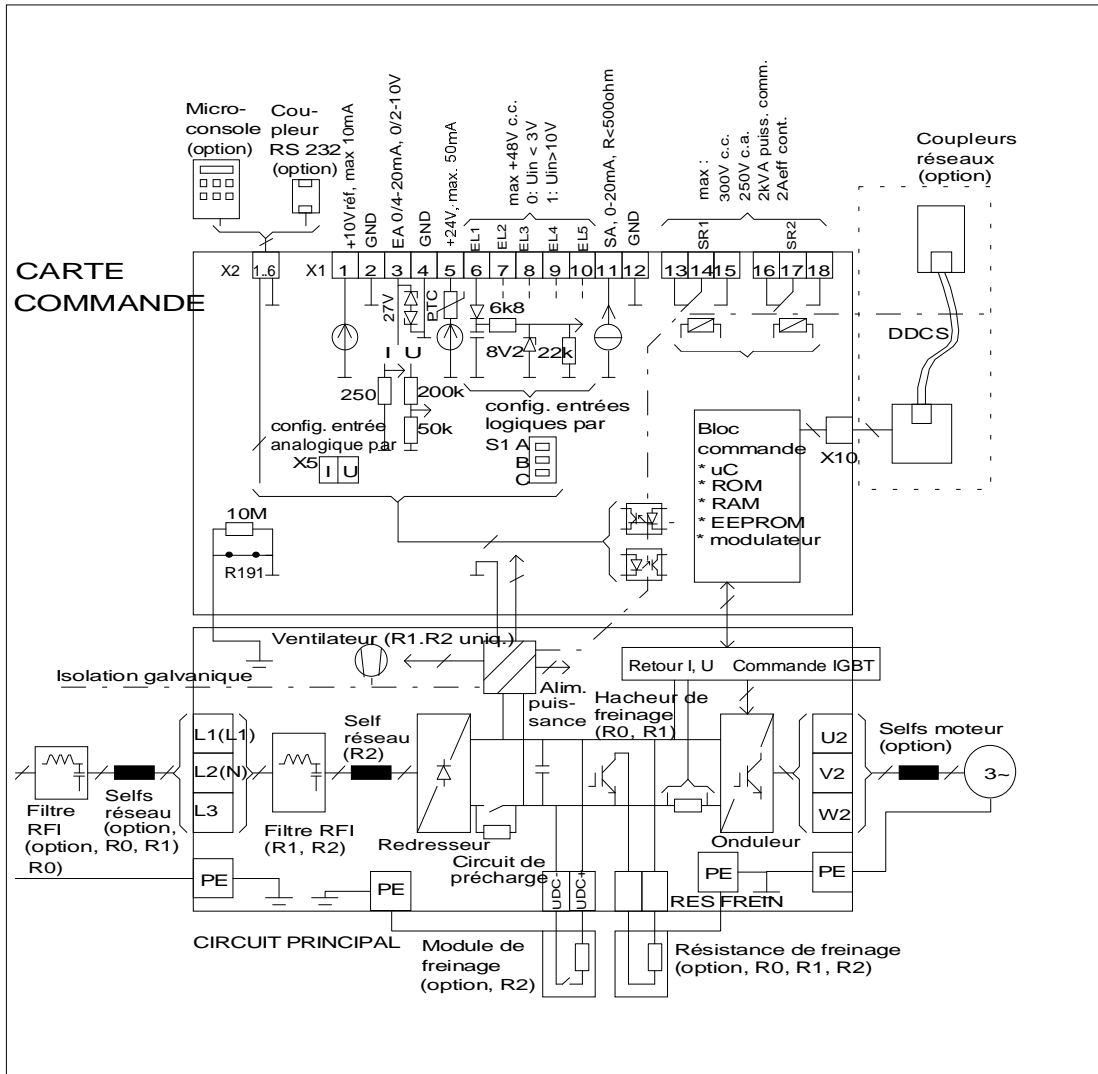 Micro-
console
(option)
Cou-
pleur
RS 232
(option)
+10V réf, max 10mA
GND
EA 0/4-20mA, 0/2-10V
GND
+24V, max. 50mA
max +48V c.c.
0: Uin < 3V
1: Uin>10V
EL1
EL2
EL3
EL4
EL5
SA, 0-20mA, R<500ohm
GND
max :
300V c.c.
250V c.a.
2kVA puiss. comm.
2Aeff cont.
SR1
SR2
Coupleurs
réseaux
(option)
CARTE
COMMANDE
X2
1..6
X1
1
2
3
4
5
6
7
8
9
10
11
12
13
14
15
16
17
18
27V
PTC
6k8
8V2
22k
DDCS
I
U
250
200k
50k
config. entrée
analogique par
X5
I
U
config. entrées
logiques par
S1 A
B
C
Bloc
commande
* uC
* ROM
* RAM
* EEPROM
* modulateur
X10
10M
R191
Ventilateur (R1.R2 uniq.)
Isolation galvanique
Alim.
puis-
sance
Retour I, U
Commande IGBT
Hacheur de
freinage
(R0, R1)
L1(L1)
L2(N)
L3
Self
réseau
(R2)
U2
V2
W2
Selfs moteur
(option)
3~
Filtre
RFI
(option,
R0)
Selfs
réseau
(option,
R0, R1)
Filtre RFI
(R1, R2)
Redresseur
Circuit de
précharge
Onduleur
PE
PE
UDC-
UDC+
RES FREIN
PE
PE
CIRCUIT PRINCIPAL
Module de
freinage
(option, R2)
Résistance de freinage
(option, R0, R1, R2)